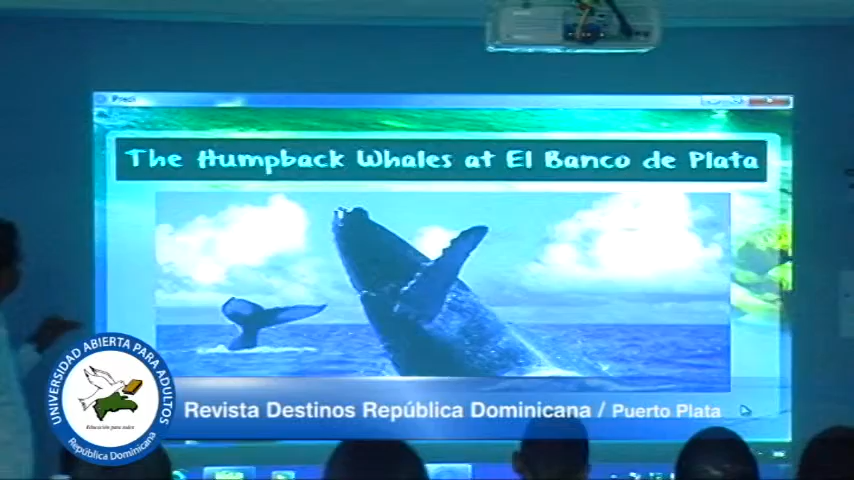 Prezi
The Humpback Whales at El Banco de Plata
UNIVERSIDAD ABIERTA PARA ADULTOS
Educación para todos
República Dominicana
Revista Destinos República Dominicana / Puerto Plata